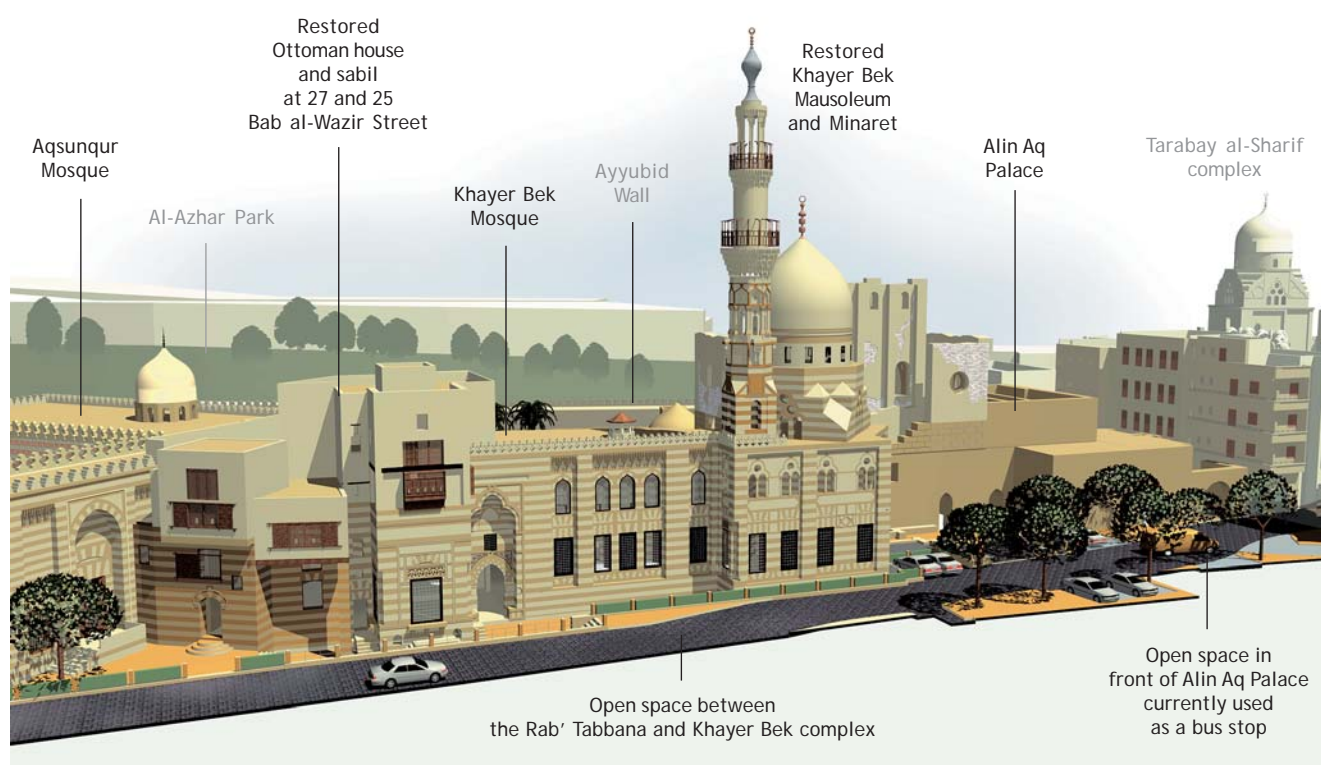 Restored
Ottoman house
and sabil
at 27 and 25
Bab al-Wazir Street
Aqsunqur
Mosque
Al-Azhar Park
Khayer Bek
Mosque
Ayyubid
Wall
Restored
Khayer Bek
Mausoleum
and Minaret
Alin Aq
Palace
Tarabay al-Sharif
complex
Open space between
the Rab’ Tabbana and Khayer Bek complex
Open space in
front of Alin Aq Palace
currently used
as a bus stop